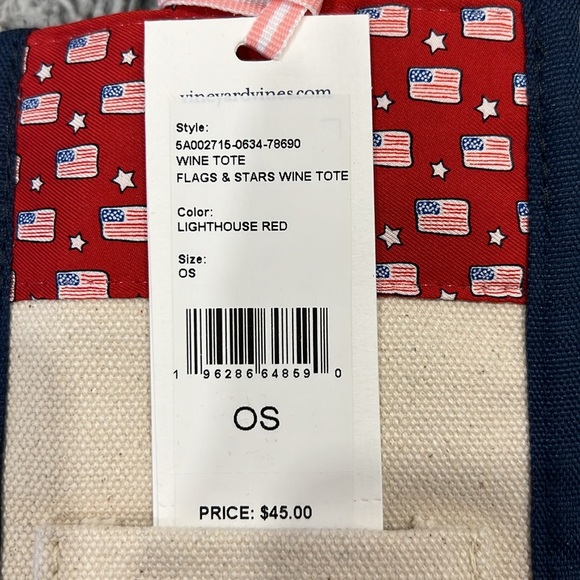 vineyardvines.com
Style:
5A002715-0634-78690
WINE TOTE
FLAGS & STARS WINE TOTE
Color:
LIGHTHOUSE RED
Size:
OS
1 96286 64859 0
OS
PRICE: $45.00